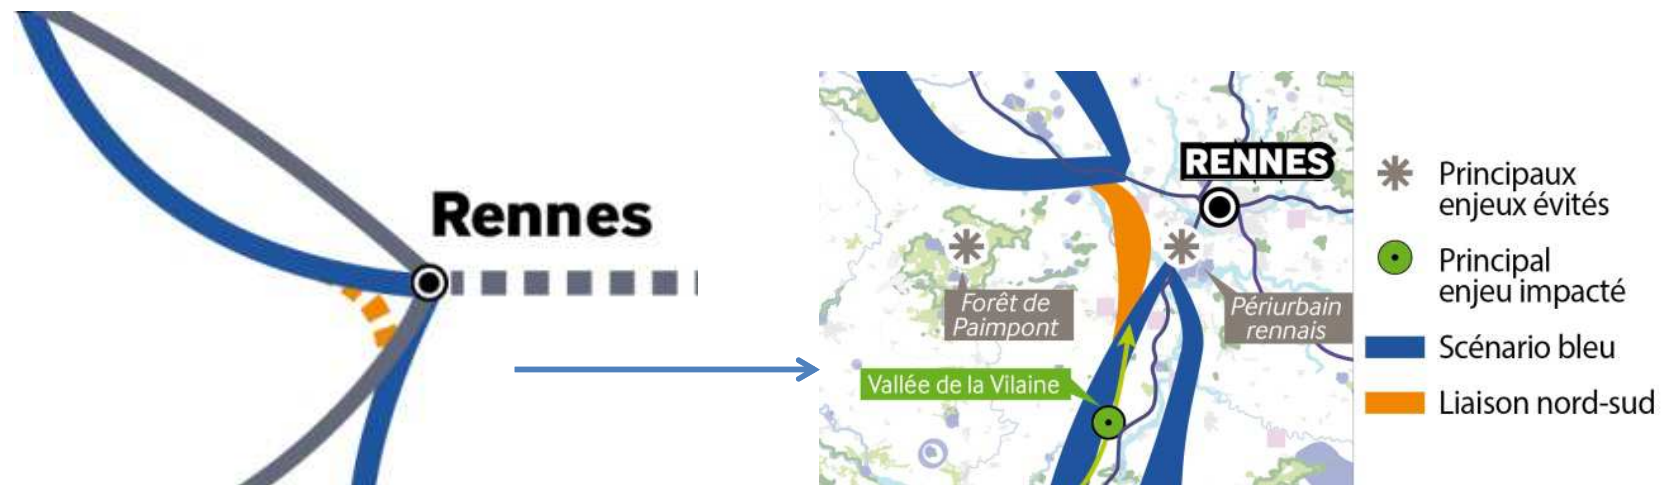 Rennes
RENNES
Forêt de
Paimpont
Périurbain
rennais
Vallée de la Vilaine
Principaux
enjeux évités
Principal
enjeu impacté
Scénario bleu
Liaison nord-sud